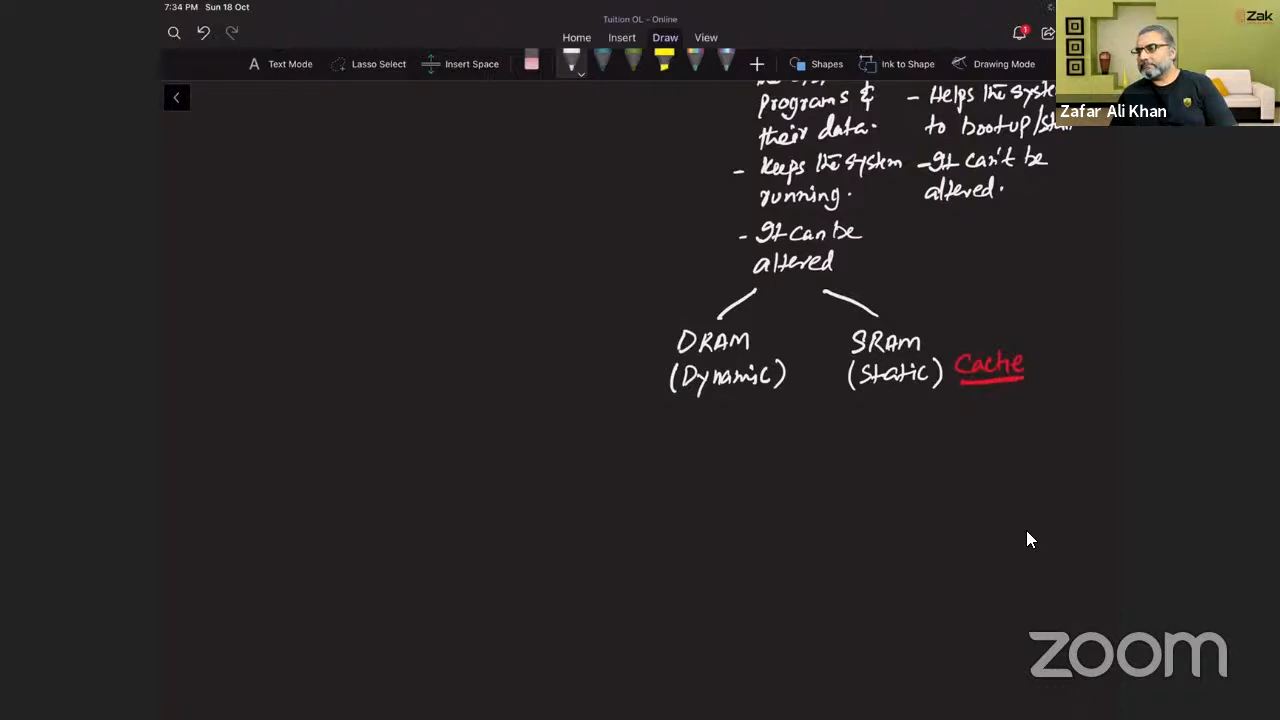 7:34 PM Sun 18 Oct
Tuition OL - Online
Home Insert Draw View
Text Mode Lasso Select Insert Space Shapes Ink to Shape Drawing Mode
1
Zak
Zafar Ali Khan
programs &
their data.
- Keeps the system
running.
- It can be
altered
- Helps the system
to bootup/
- It can't be
altered.
DRAM
(Dynamic)
SRAM
(Static)
Cache
zoom